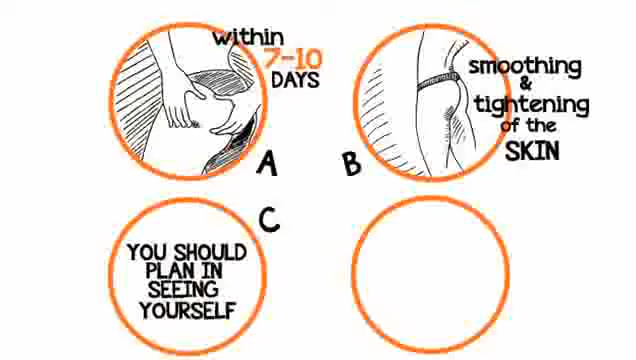 within
7-10
DAYS
A
smoothing
&
tightening
of the
SKIN
B
C
YOU SHOULD
PLAN IN
SEEING
YOURSELF